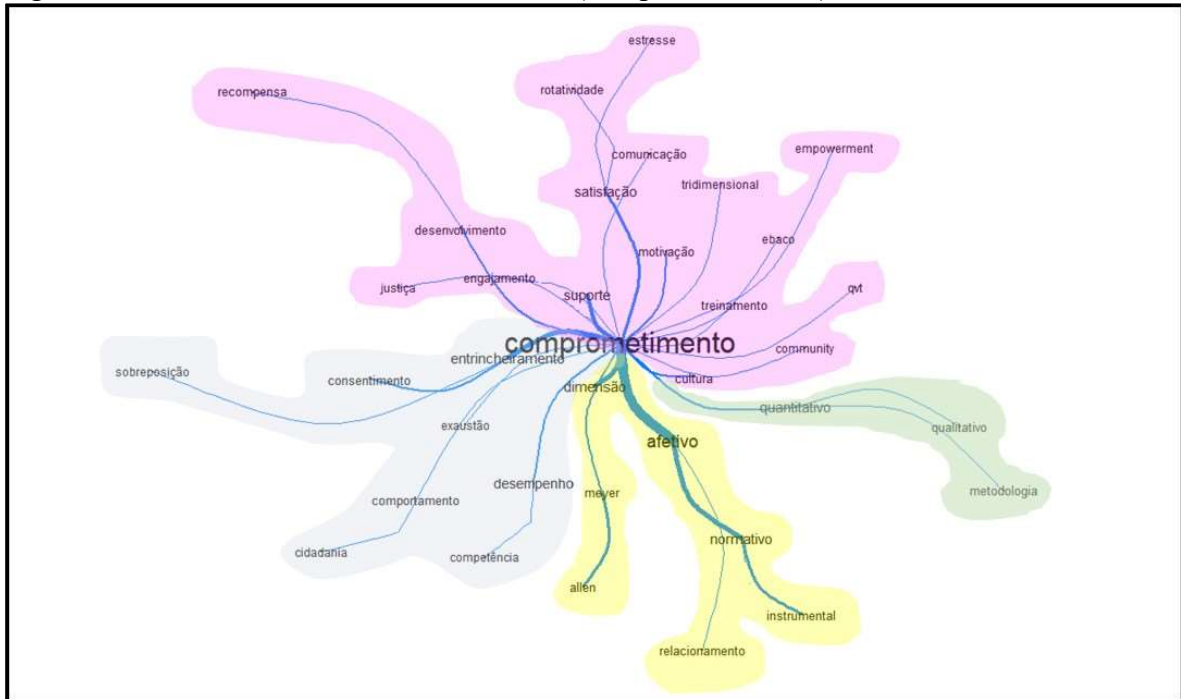 estresse
recompensa
rotatividade
empowerment
comunicação
tridimensional
satisfação
desenvolvimento
motivação
ebaco
justiça
engajamento
suporte
treinamento
qvt
comprometimento
community
entrincheiramento
sobreposição
consentimento
dimensão
cultura
quantitativo
exaustão
afetivo
qualitativo
desempenho
meyer
metodologia
comportamento
normativo
cidadania
competência
allen
instrumental
relacionamento